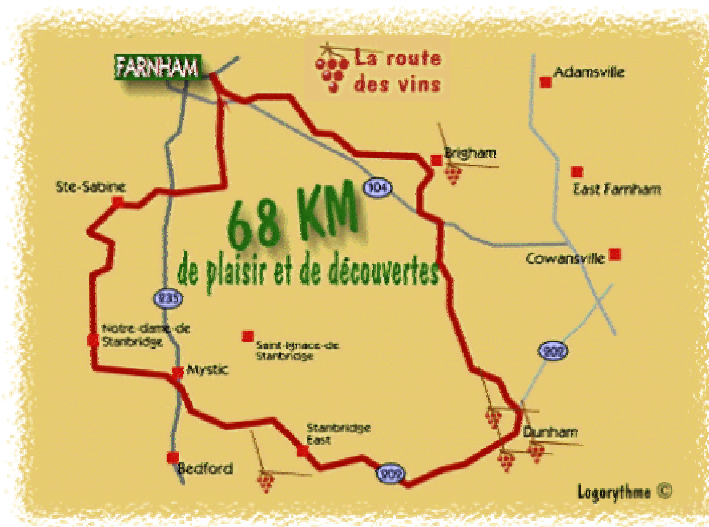 FARNHAM
La route
des vins
Adamsville
Brigham
Ste-Sabine
104
East Farnham
68 KM
de plaisir et de découvertes
Cowansville
235
Notre-dame-de
Stanbridge
Saint-Ignace-de
Stanbridge
202
Mystic
Stanbridge
East
Dunham
Bedford
202
Logorythme ©